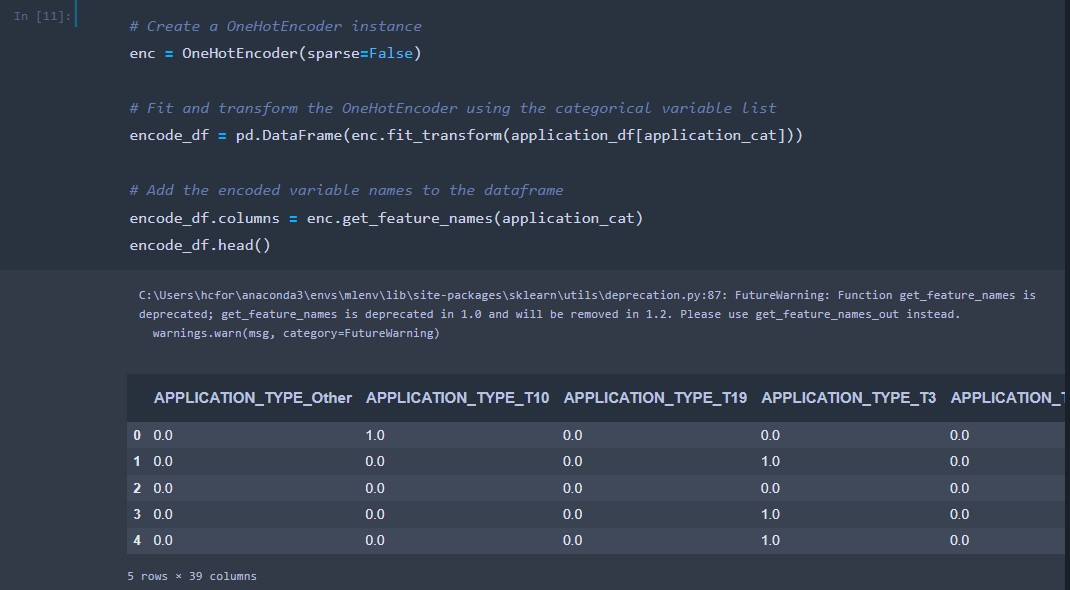 In [11]:
# Create a OneHotEncoder instance
enc = OneHotEncoder(sparse=False)
# Fit and transform the OneHotEncoder using the categorical variable list
encode_df = pd.DataFrame(enc.fit_transform(application_df[application_cat]))
# Add the encoded variable names to the dataframe
encode_df.columns = enc.get_feature_names(application_cat)
encode_df.head()
C:\Users\hcfor\anaconda3\envs\mlenv\lib\site-packages\sklearn\utils\deprecation.py:87: FutureWarning: Function get_feature_names is
deprecated; get_feature_names is deprecated in 1.0 and will be removed in 1.2. Please use get_feature_names_out instead.
warnings.warn(msg, category=FutureWarning)
APPLICATION_TYPE_Other APPLICATION_TYPE_T10 APPLICATION_TYPE_T19 APPLICATION_TYPE_T3 APPLICATION_T
0 0.0 1.0 0.0 0.0 0.0
1 0.0 0.0 0.0 1.0 0.0
2 0.0 0.0 0.0 0.0 0.0
3 0.0 0.0 0.0 1.0 0.0
4 0.0 0.0 0.0 1.0 0.0
5 rows × 39 columns